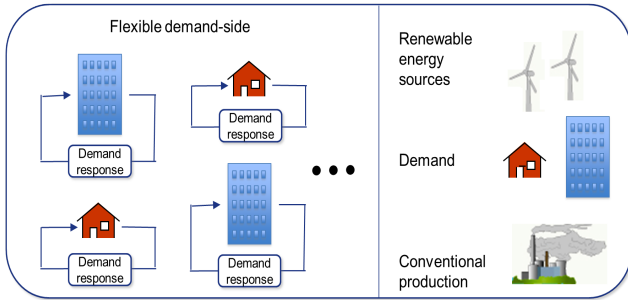 Flexible demand-side
Demand
response
Demand
response
Demand
response
Demand
response
Renewable
energy
sources
Demand
Conventional
production